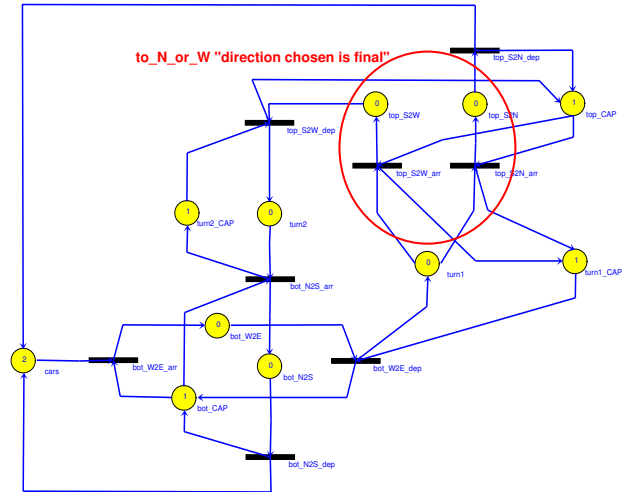 to_N_or_W "direction chosen is final"
top_S2N_dep
0
top_S2W
0
top_S2N
1
top_CAP
top_S2W_dep
top_S2W_arr
top_S2N_arr
1
turn2_CAP
0
turn2
0
turn1
1
turn1_CAP
bot_N2S_arr
0
bot_W2E
2
cars
bot_W2E_arr
0
bot_N2S
bot_W2E_dep
1
bot_CAP
bot_N2S_dep